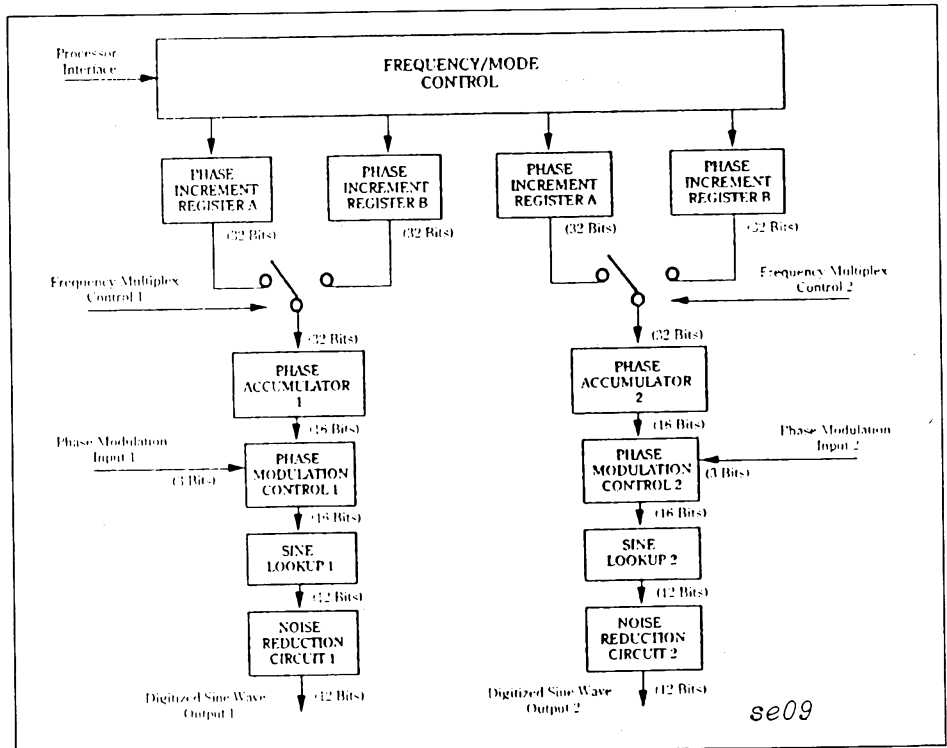 Processor
Interface
FREQUENCY/MODE
CONTROL
PHASE
INCREMENT
REGISTER A
PHASE
INCREMENT
REGISTER B
PHASE
INCREMENT
REGISTER A
PHASE
INCREMENT
REGISTER B
(32 Bits)
(32 Bits)
(32 Bits)
(32 Bits)
Frequency Multiplex
Control 1
Frequency Multiplex
Control 2
(32 Bits)
(32 Bits)
PHASE
ACCUMULATOR
1
PHASE
ACCUMULATOR
2
(16 Bits)
(16 Bits)
Phase Modulation
Input 1
(3 Bits)
PHASE
MODULATION
CONTROL 1
PHASE
MODULATION
CONTROL 2
Phase Modulation
Input 2
(3 Bits)
(16 Bits)
(16 Bits)
SINE
LOOKUP 1
SINE
LOOKUP 2
(12 Bits)
(12 Bits)
NOISE
REDUCTION
CIRCUIT 1
NOISE
REDUCTION
CIRCUIT 2
Digitized Sine Wave
Output 1
(12 Bits)
Digitized Sine Wave
Output 2
(12 Bits)
se09